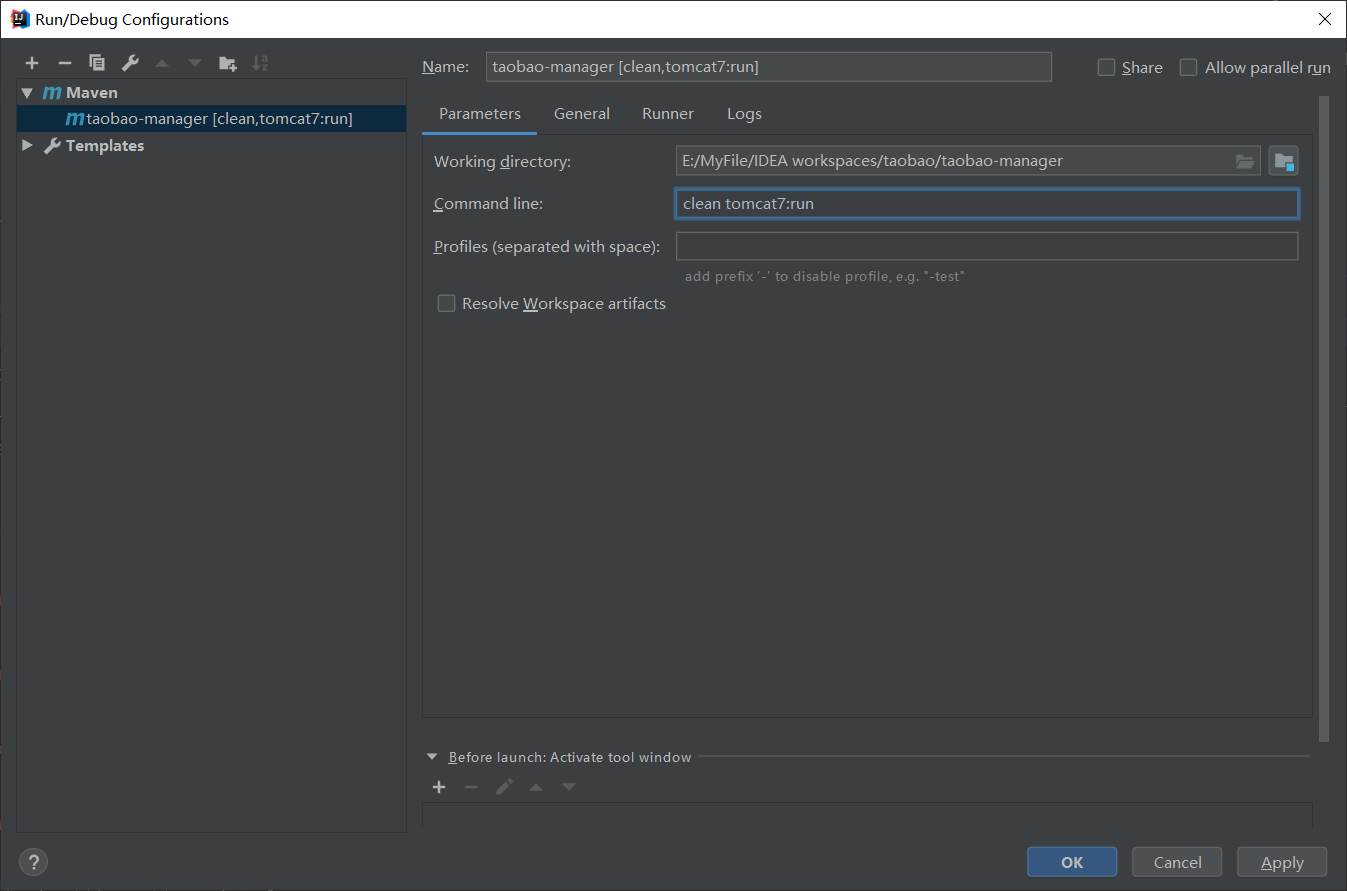 Run/Debug Configurations
Maven
taobao-manager [clean,tomcat7:run]
Templates
Name: taobao-manager [clean,tomcat7:run] Share Allow parallel run
Parameters General Runner Logs
Working directory: E:/MyFile/IDEA workspaces/taobao/taobao-manager
Command line: clean tomcat7:run
Profiles (separated with space):
add prefix '-' to disable profile, e.g. "-test"
Resolve Workspace artifacts
Before launch: Activate tool window
? OK Cancel Apply